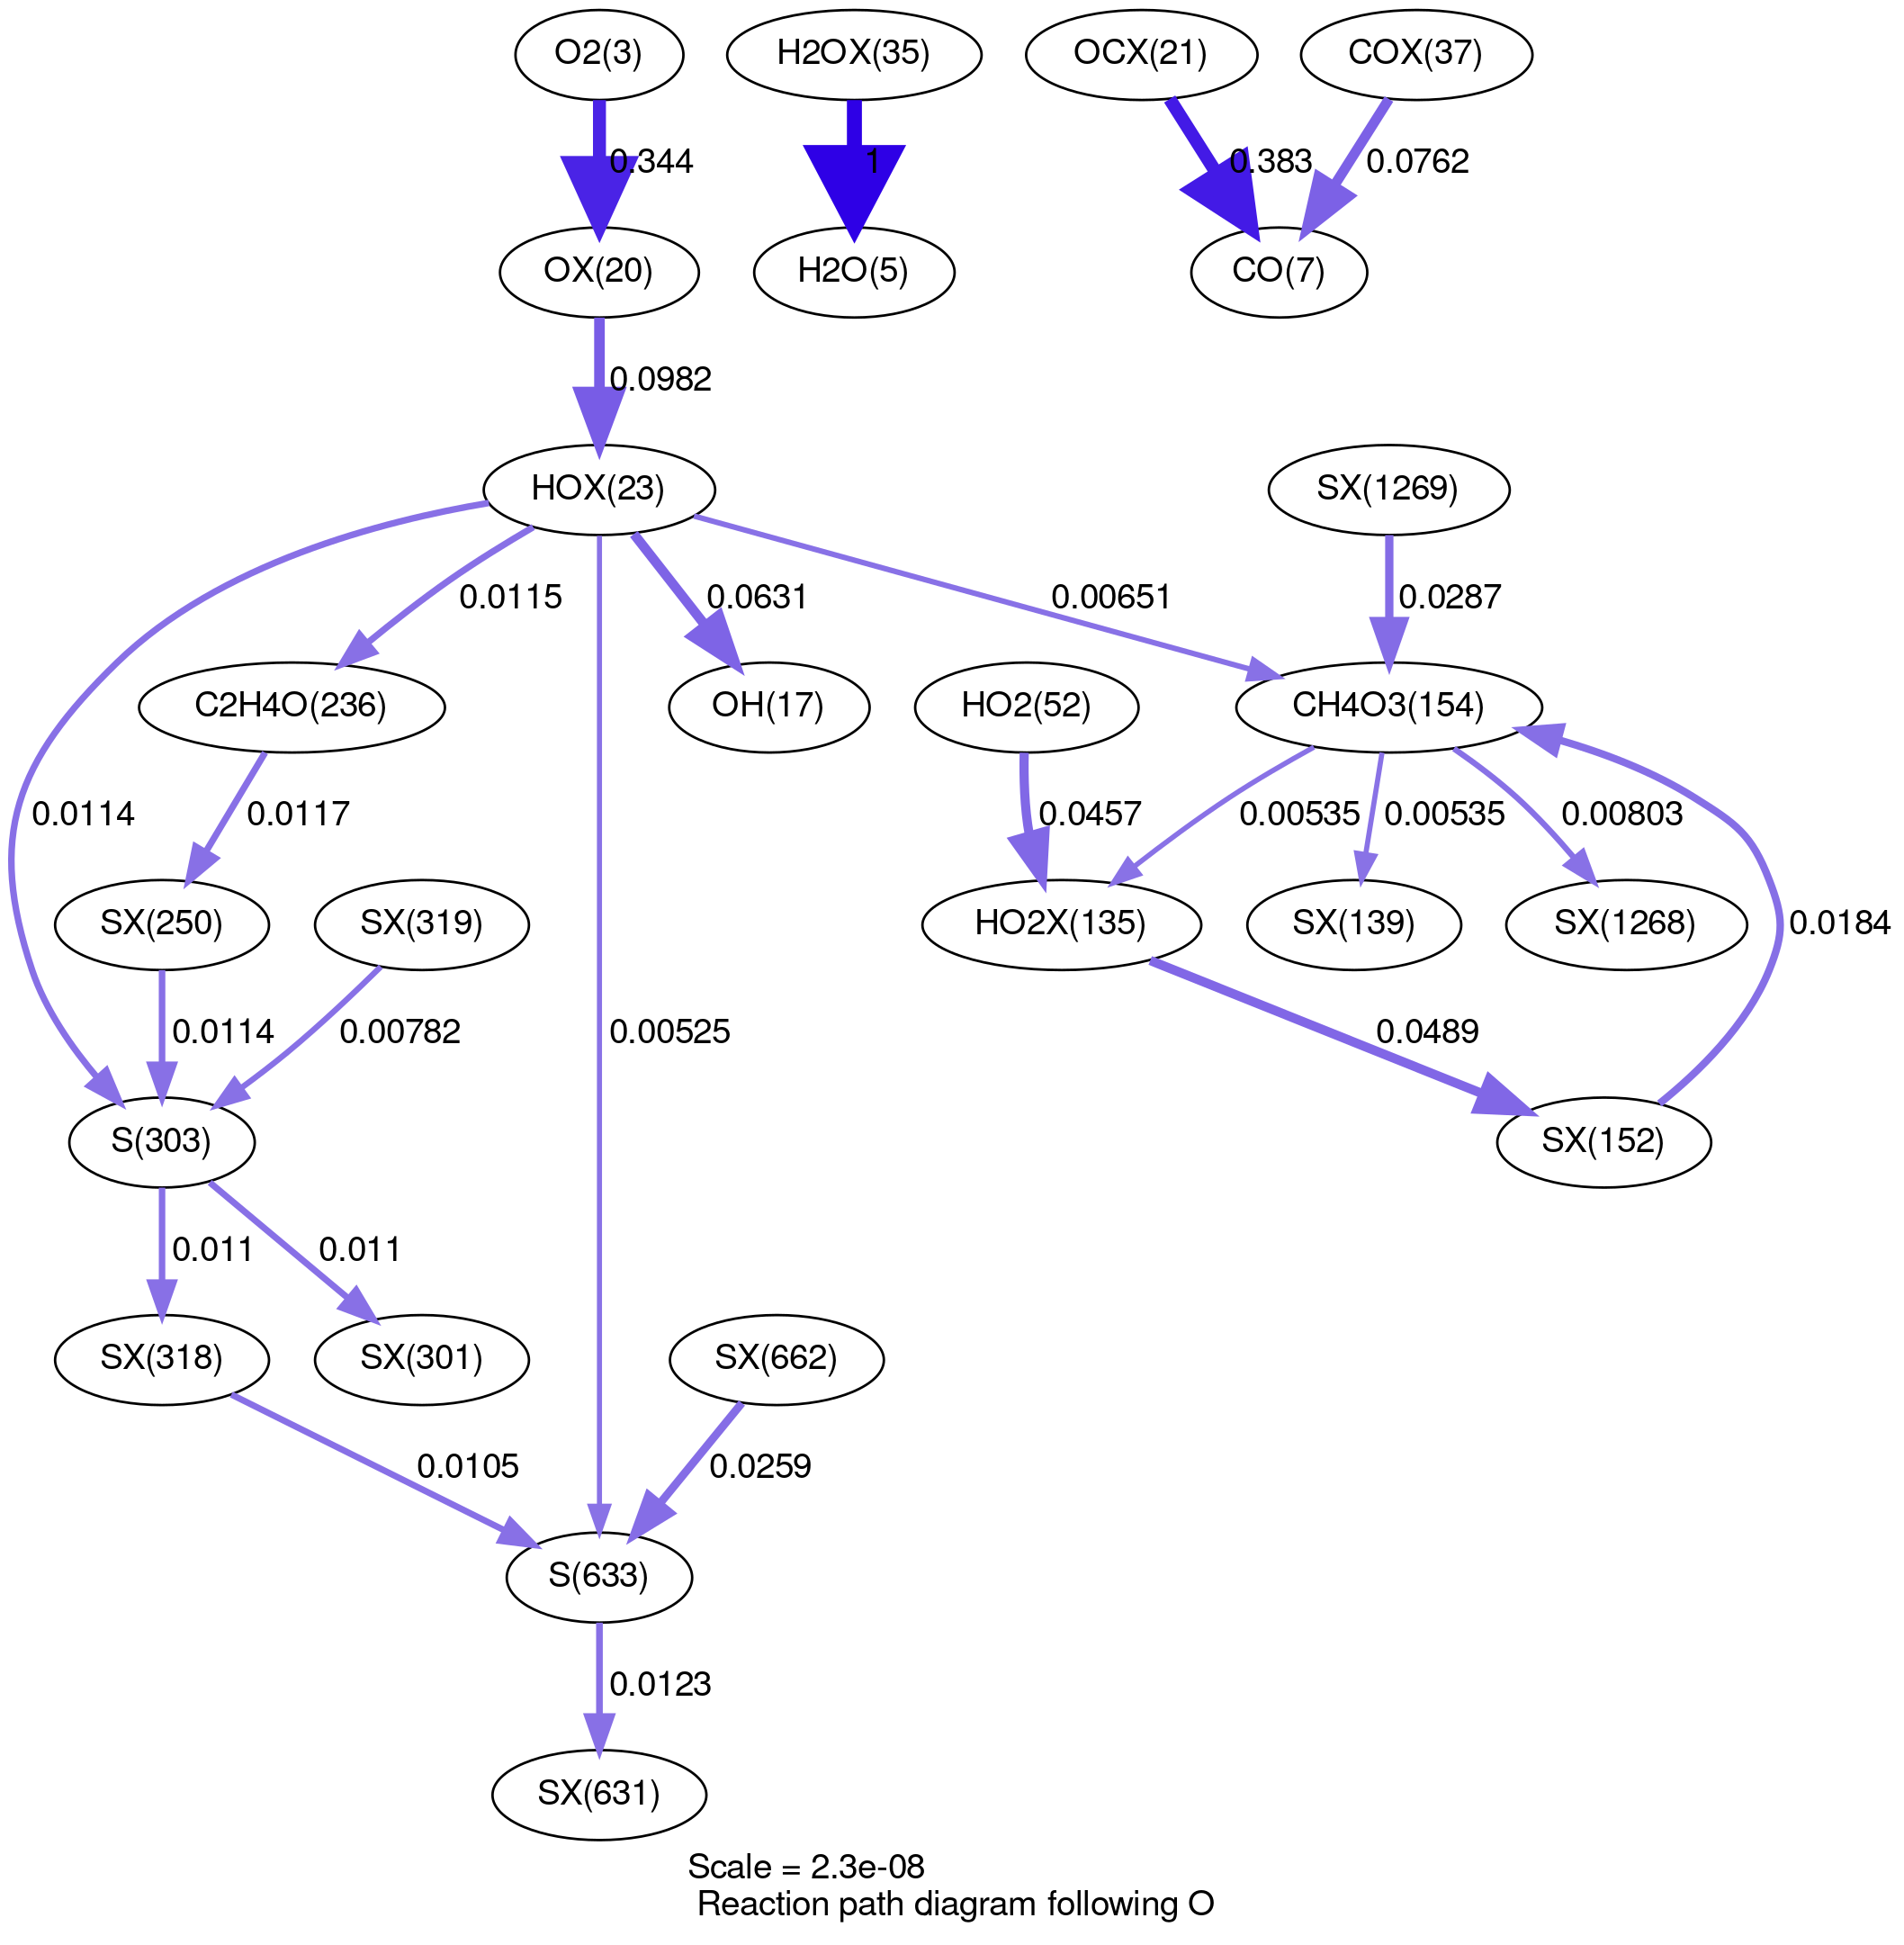 O2(3)
H2OX(35)
OCX(21)
COX(37)
0.344
1
0.383
0.0762
OX(20)
H2O(5)
CO(7)
0.0982
HOX(23)
SX(1269)
0.0115
0.0631
0.00651
0.0287
C2H4O(236)
OH(17)
HO2(52)
CH4O3(154)
0.0114
0.0117
0.0457
0.00535
0.00535
0.00803
SX(250)
SX(319)
HO2X(135)
SX(139)
SX(1268)
0.0184
0.0114
0.00782
0.00525
0.0489
S(303)
SX(152)
0.011
0.011
SX(318)
SX(301)
SX(662)
0.0105
0.0259
S(633)
0.0123
SX(631)
Scale = 2.3e-08
Reaction path diagram following O